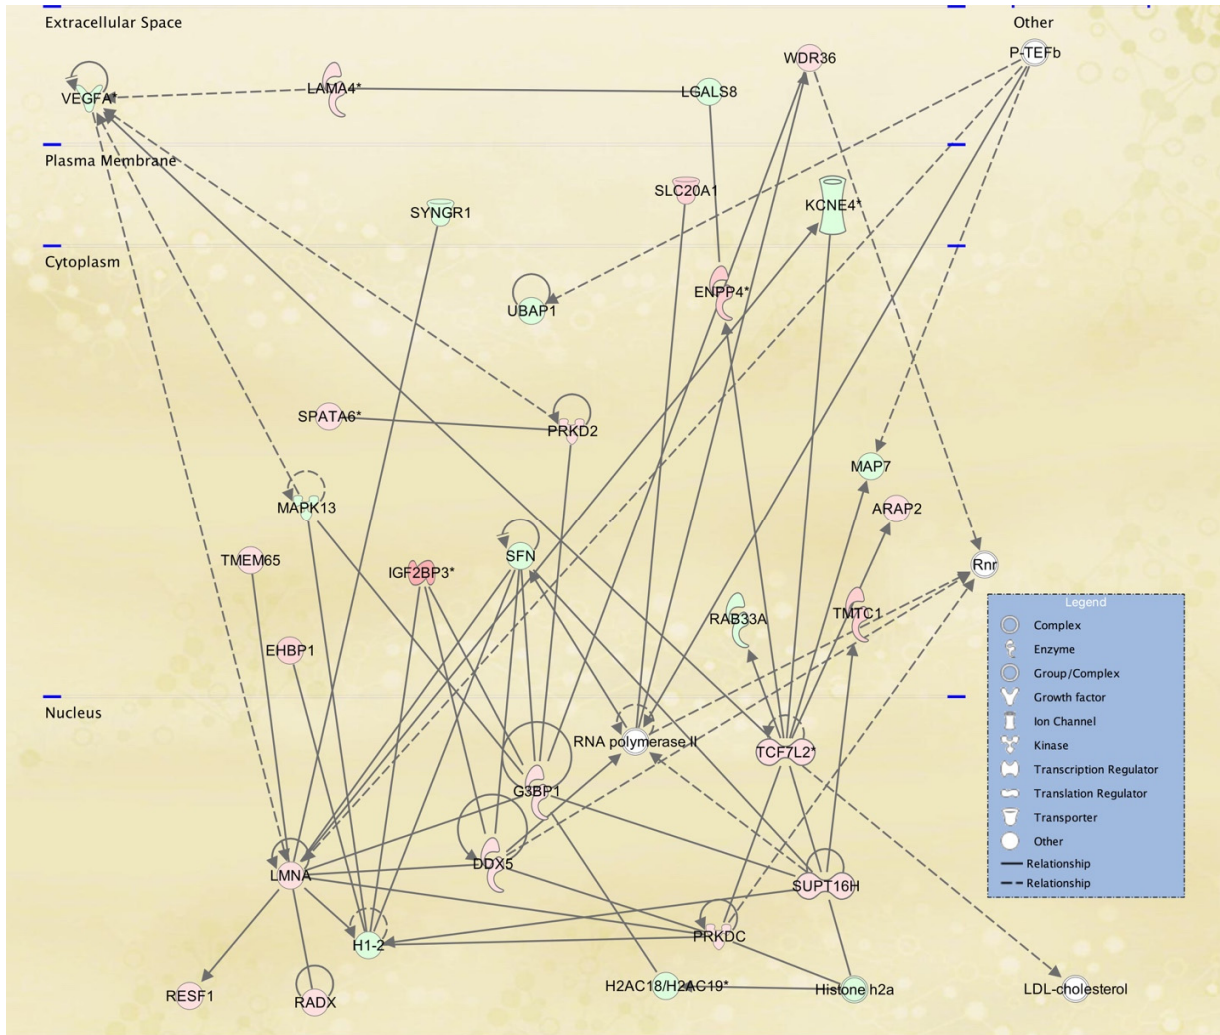 Extracellular Space
Other
P-TEFb
WDR36
LAMA4*
LGALS8
VEGFA*
Plasma Membrane
SLC20A1
KCNE4*
SYNGR1
Cytoplasm
ENPP4*
UBAP1
SPATA6*
PRKD2
MAP7
MAPK13
ARAP2
SFN
TMEM65
IGF2BP3*
Rnr
RAB33A
TMTC1
EHBP1
Nucleus
RNA polymerase II
TCF7L2*
G3BP1
DDX5
LMNA
SUPT16H
PRKDC
H1-2
H2AC18/H2AC19*
Histone h2a
LDL-cholesterol
RESF1
RADX
Legend
Complex
Enzyme
Group/Complex
Growth factor
Ion Channel
Kinase
Transcription Regulator
Translation Regulator
Transporter
Other
Relationship
Relationship